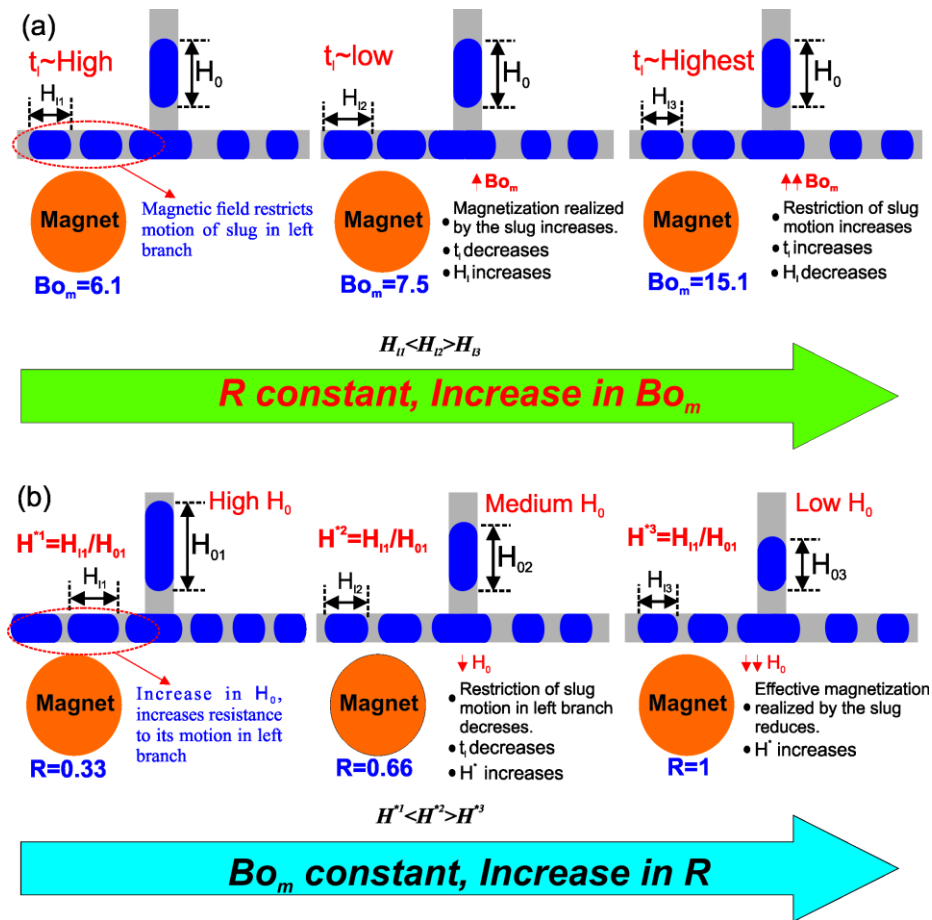 (a)
t_l~High
H_l1
H_0
Magnet
Magnetic field restricts
motion of slug in left
branch
Bo_m=6.1
t_l~low
H_l2
H_0
Magnet
Bo_m=7.5
↑Bo_m
• Magnetization realized
by the slug increases.
• t_l decreases
• H_l increases
t_l~Highest
H_l3
H_0
Magnet
Bo_m=15.1
↑↑ Bo_m
• Restriction of slug
motion increases
• t_l increases
• H_l decreases
H_l1<H_l2>H_l3
R constant, Increase in Bo_m
(b)
High H_0
H^*1=H_l1/H_01
H_01
H_l1
Magnet
Increase in H_0,
increases resistance
to its motion in left
branch
R=0.33
Medium H_0
H^*2=H_l1/H_01
H_02
H_l2
Magnet
R=0.66
↓ H_0
• Restriction of slug
motion in left branch
decreses.
• t_l decreases
• H^* increases
Low H_0
H^*3=H_l1/H_01
H_03
H_l3
Magnet
R=1
↓↓ H_0
Effective magnetization
• realized by the slug
reduces.
• H^* increases
H^*1<H^*2>H^*3
Bo_m constant, Increase in R